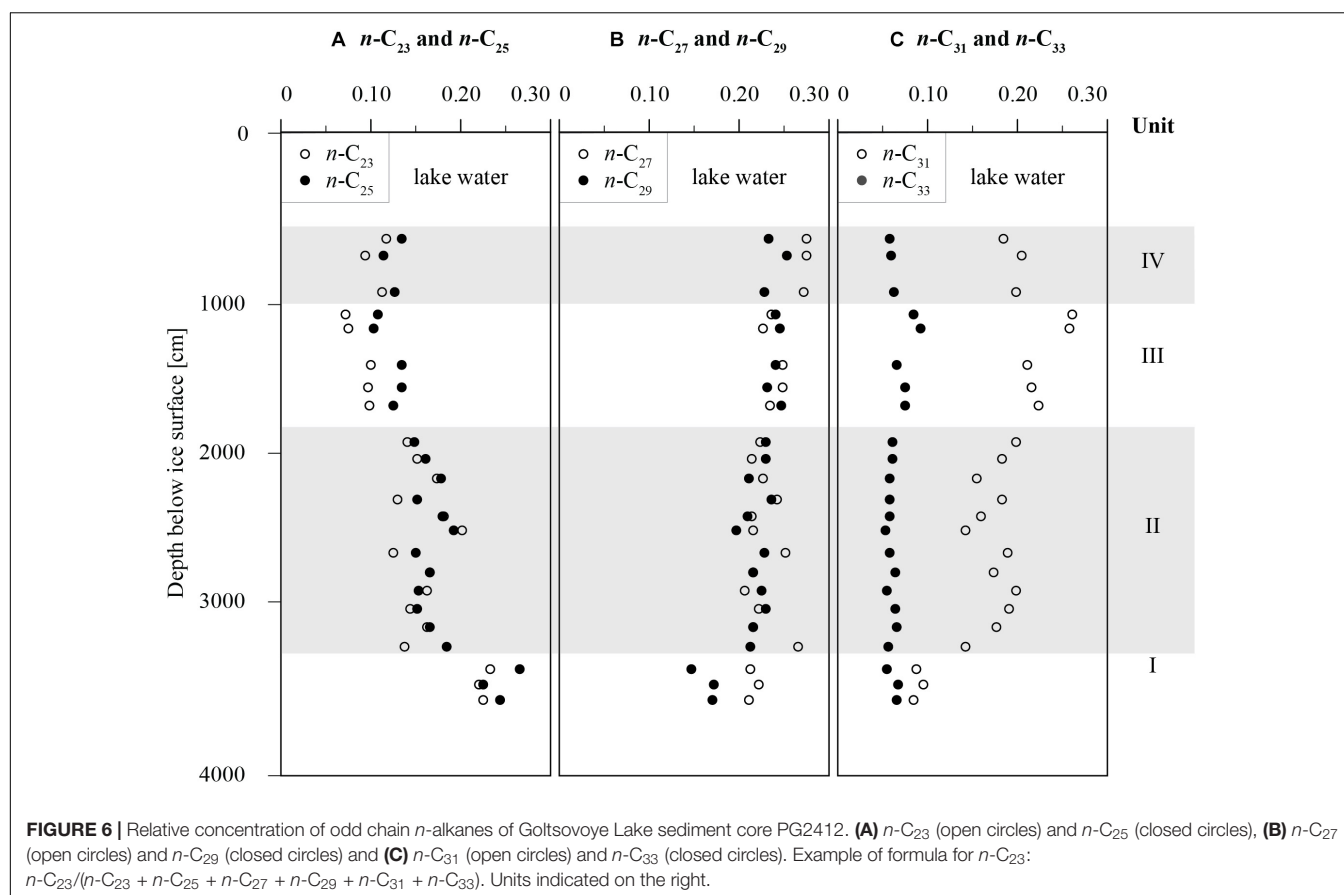 A n-C23 and n-C25
B n-C27 and n-C29
C n-C31 and n-C33
0 0.10 0.20 0.30 0 0.10 0.20 0.30 0 0.10 0.20 0.30
0
Unit
n-C23
n-C25
lake water
n-C27
n-C29
lake water
n-C31
n-C33
lake water
IV
1000
III
Depth below ice surface [cm]
2000
II
3000
I
4000
FIGURE 6 | Relative concentration of odd chain n-alkanes of Goltsovoye Lake sediment core PG2412. (A) n-C23 (open circles) and n-C25 (closed circles), (B) n-C27
(open circles) and n-C29 (closed circles) and (C) n-C31 (open circles) and n-C33 (closed circles). Example of formula for n-C23:
n-C23/(n-C23 + n-C25 + n-C27 + n-C29 + n-C31 + n-C33). Units indicated on the right.